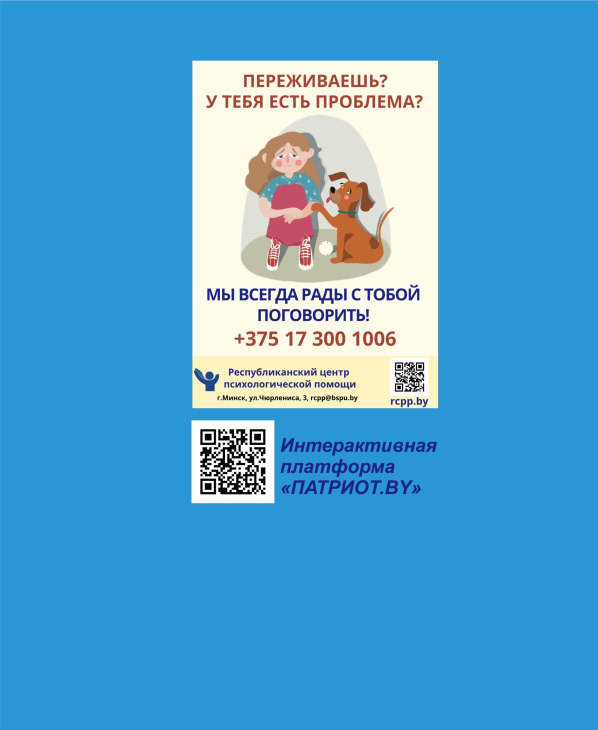 ПЕРЕЖИВАЕШЬ?
У ТЕБЯ ЕСТЬ ПРОБЛЕМА?
МЫ ВСЕГДА РАДЫ С ТОБОЙ
ПОГОВОРИТЬ!
+375 17 300 1006
Республиканский центр
психологической помощи
г.Минск, ул.Чюрлениса, 3, rcpp@bspu.by
rcpp.by
Интерактивная
платформа
«ПАТРИОТ.BY»